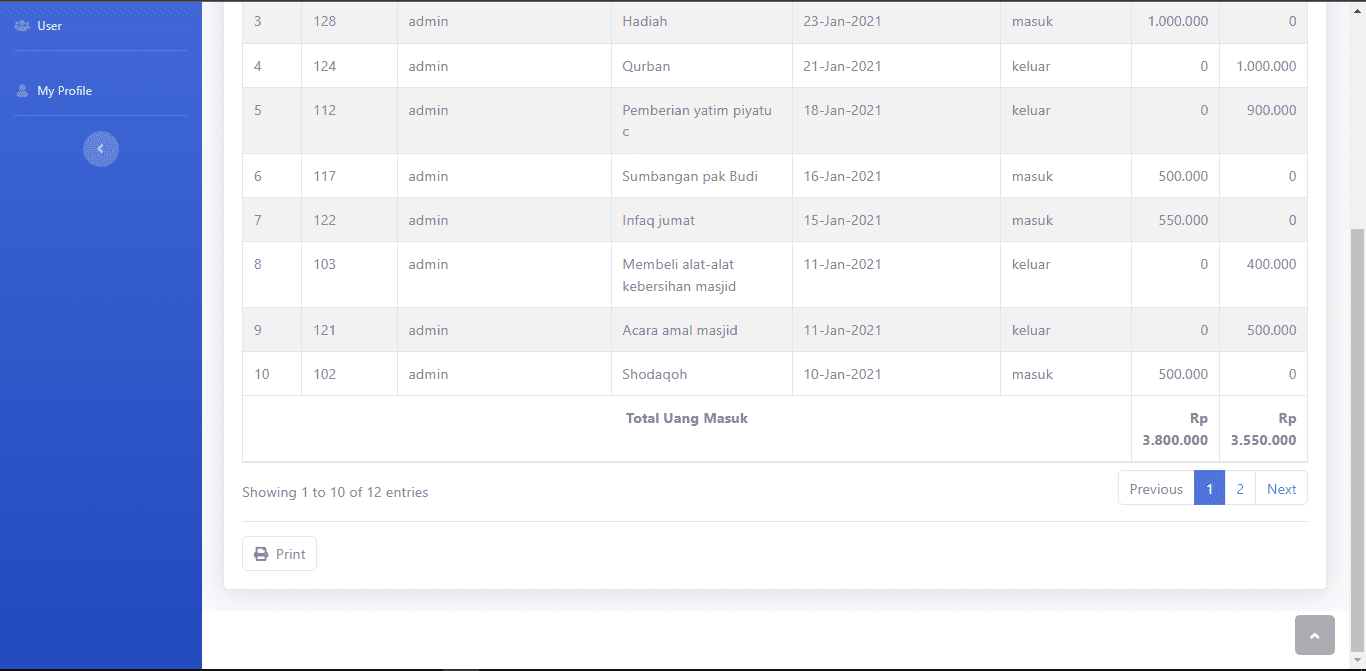 User
My Profile
3 128 admin Hadiah 23-Jan-2021 masuk 1.000.000 0
4 124 admin Qurban 21-Jan-2021 keluar 0 1.000.000
5 112 admin Pemberian yatim piyatu 18-Jan-2021 keluar 0 900.000
c
6 117 admin Sumbangan pak Budi 16-Jan-2021 masuk 500.000 0
7 122 admin Infaq jumat 15-Jan-2021 masuk 550.000 0
8 103 admin Membeli alat-alat 11-Jan-2021 keluar 0 400.000
kebersihan masjid
9 121 admin Acara amal masjid 11-Jan-2021 keluar 0 500.000
10 102 admin Shodaqoh 10-Jan-2021 masuk 500.000 0
Total Uang Masuk Rp Rp
3.800.000 3.550.000
Showing 1 to 10 of 12 entries Previous 1 2 Next
Print